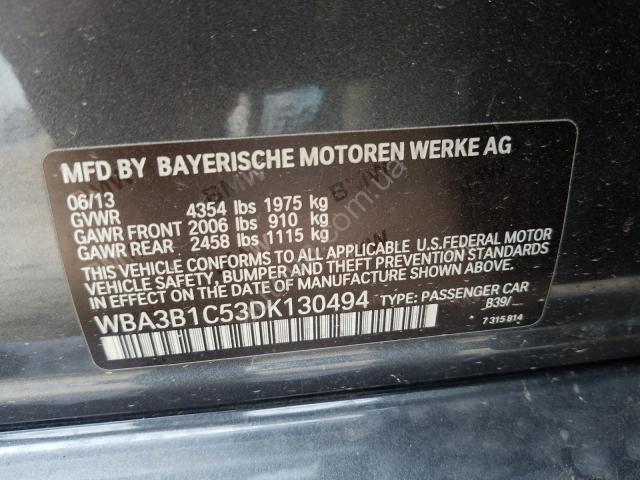 MFD BY BAYERISCHE MOTOREN WERKE AG
06/13
GVWR 4354 lbs 1975 kg
GAWR FRONT 2006 lbs 910 kg
GAWR REAR 2458 lbs 1115 kg
THIS VEHICLE CONFORMS TO ALL APPLICABLE U.S.FEDERAL MOTOR
VEHICLE SAFETY, BUMPER AND THEFT PREVENTION STANDARDS
IN EFFECT ON THE DATE OF MANUFACTURE SHOWN ABOVE.
WBA3B1C53DK130494 TYPE: PASSENGER CAR
B39/
7 315 814